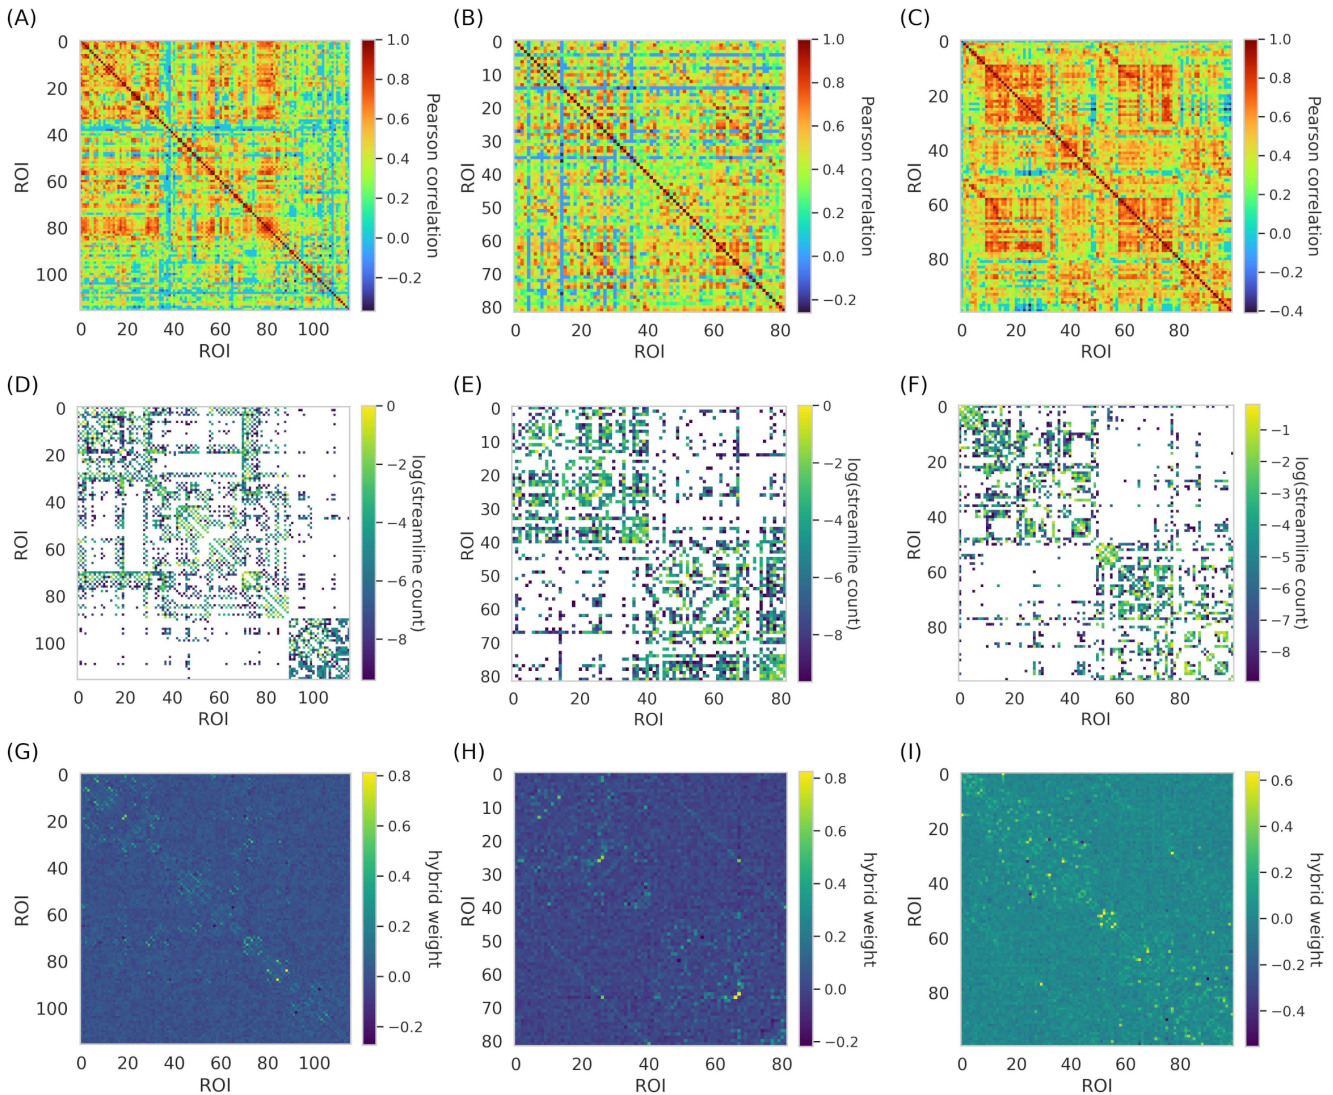 (A)
0
20
40
60
80
100
ROI
0 20 40 60 80 100
ROI
1.0
0.8
0.6
0.4
0.2
0.0
−0.2
Pearson correlation
(B)
0
10
20
30
40
50
60
70
80
ROI
0 20 40 60 80
ROI
1.0
0.8
0.6
0.4
0.2
0.0
−0.2
Pearson correlation
(C)
0
20
40
60
80
ROI
0 20 40 60 80
ROI
1.0
0.8
0.6
0.4
0.2
0.0
−0.2
−0.4
Pearson correlation
(D)
0
20
40
60
80
100
ROI
0 20 40 60 80 100
ROI
0
−2
−4
−6
−8
log(streamline count)
(E)
0
10
20
30
40
50
60
70
80
ROI
0 20 40 60 80
ROI
0
−2
−4
−6
−8
log(streamline count)
(F)
0
20
40
60
80
ROI
0 20 40 60 80
ROI
−1
−2
−3
−4
−5
−6
−7
−8
log(streamline count)
(G)
0
20
40
60
80
100
ROI
0 20 40 60 80 100
ROI
0.8
0.6
0.4
0.2
0.0
−0.2
hybrid weight
(H)
0
10
20
30
40
50
60
70
80
ROI
0 20 40 60 80
ROI
0.8
0.6
0.4
0.2
0.0
−0.2
hybrid weight
(I)
0
20
40
60
80
ROI
0 20 40 60 80
ROI
0.6
0.4
0.2
0.0
−0.2
−0.4
hybrid weight